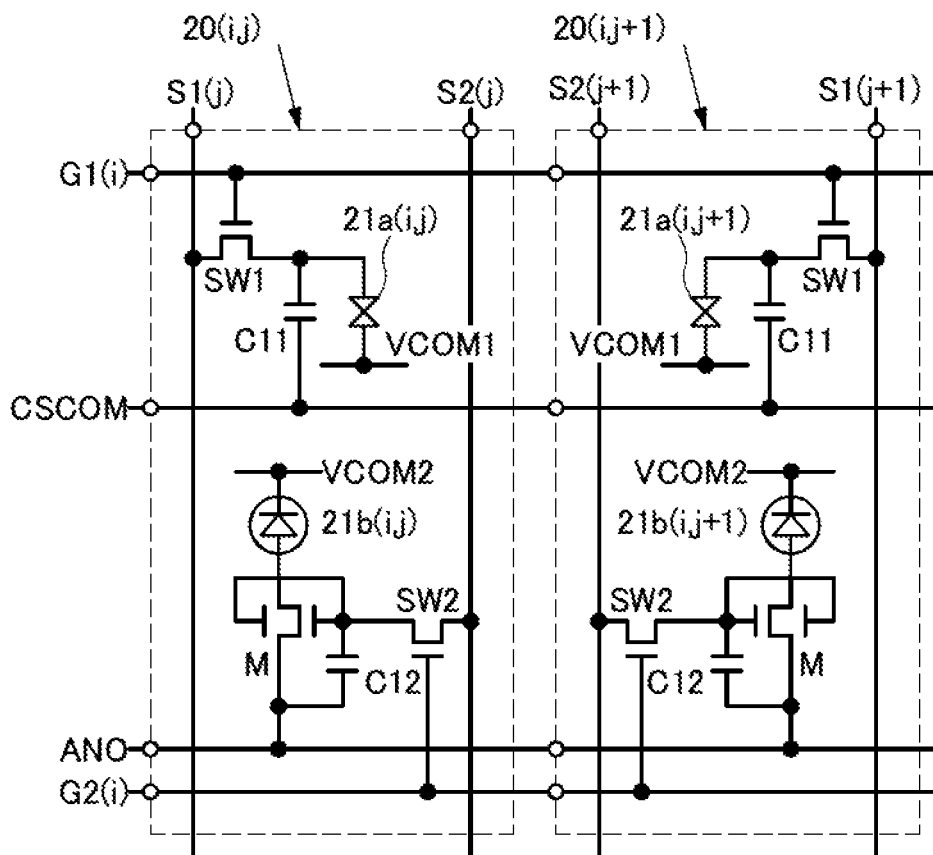 20(i,j)
20(i,j+1)
S1(j)
S2(j)
S2(j+1)
S1(j+1)
G1(i)
21a(i,j)
21a(i,j+1)
SW1
SW1
C11
VCOM1
VCOM1
C11
CSCOM
VCOM2
VCOM2
21b(i,j)
21b(i,j+1)
SW2
SW2
M
C12
C12
M
ANO
G2(i)